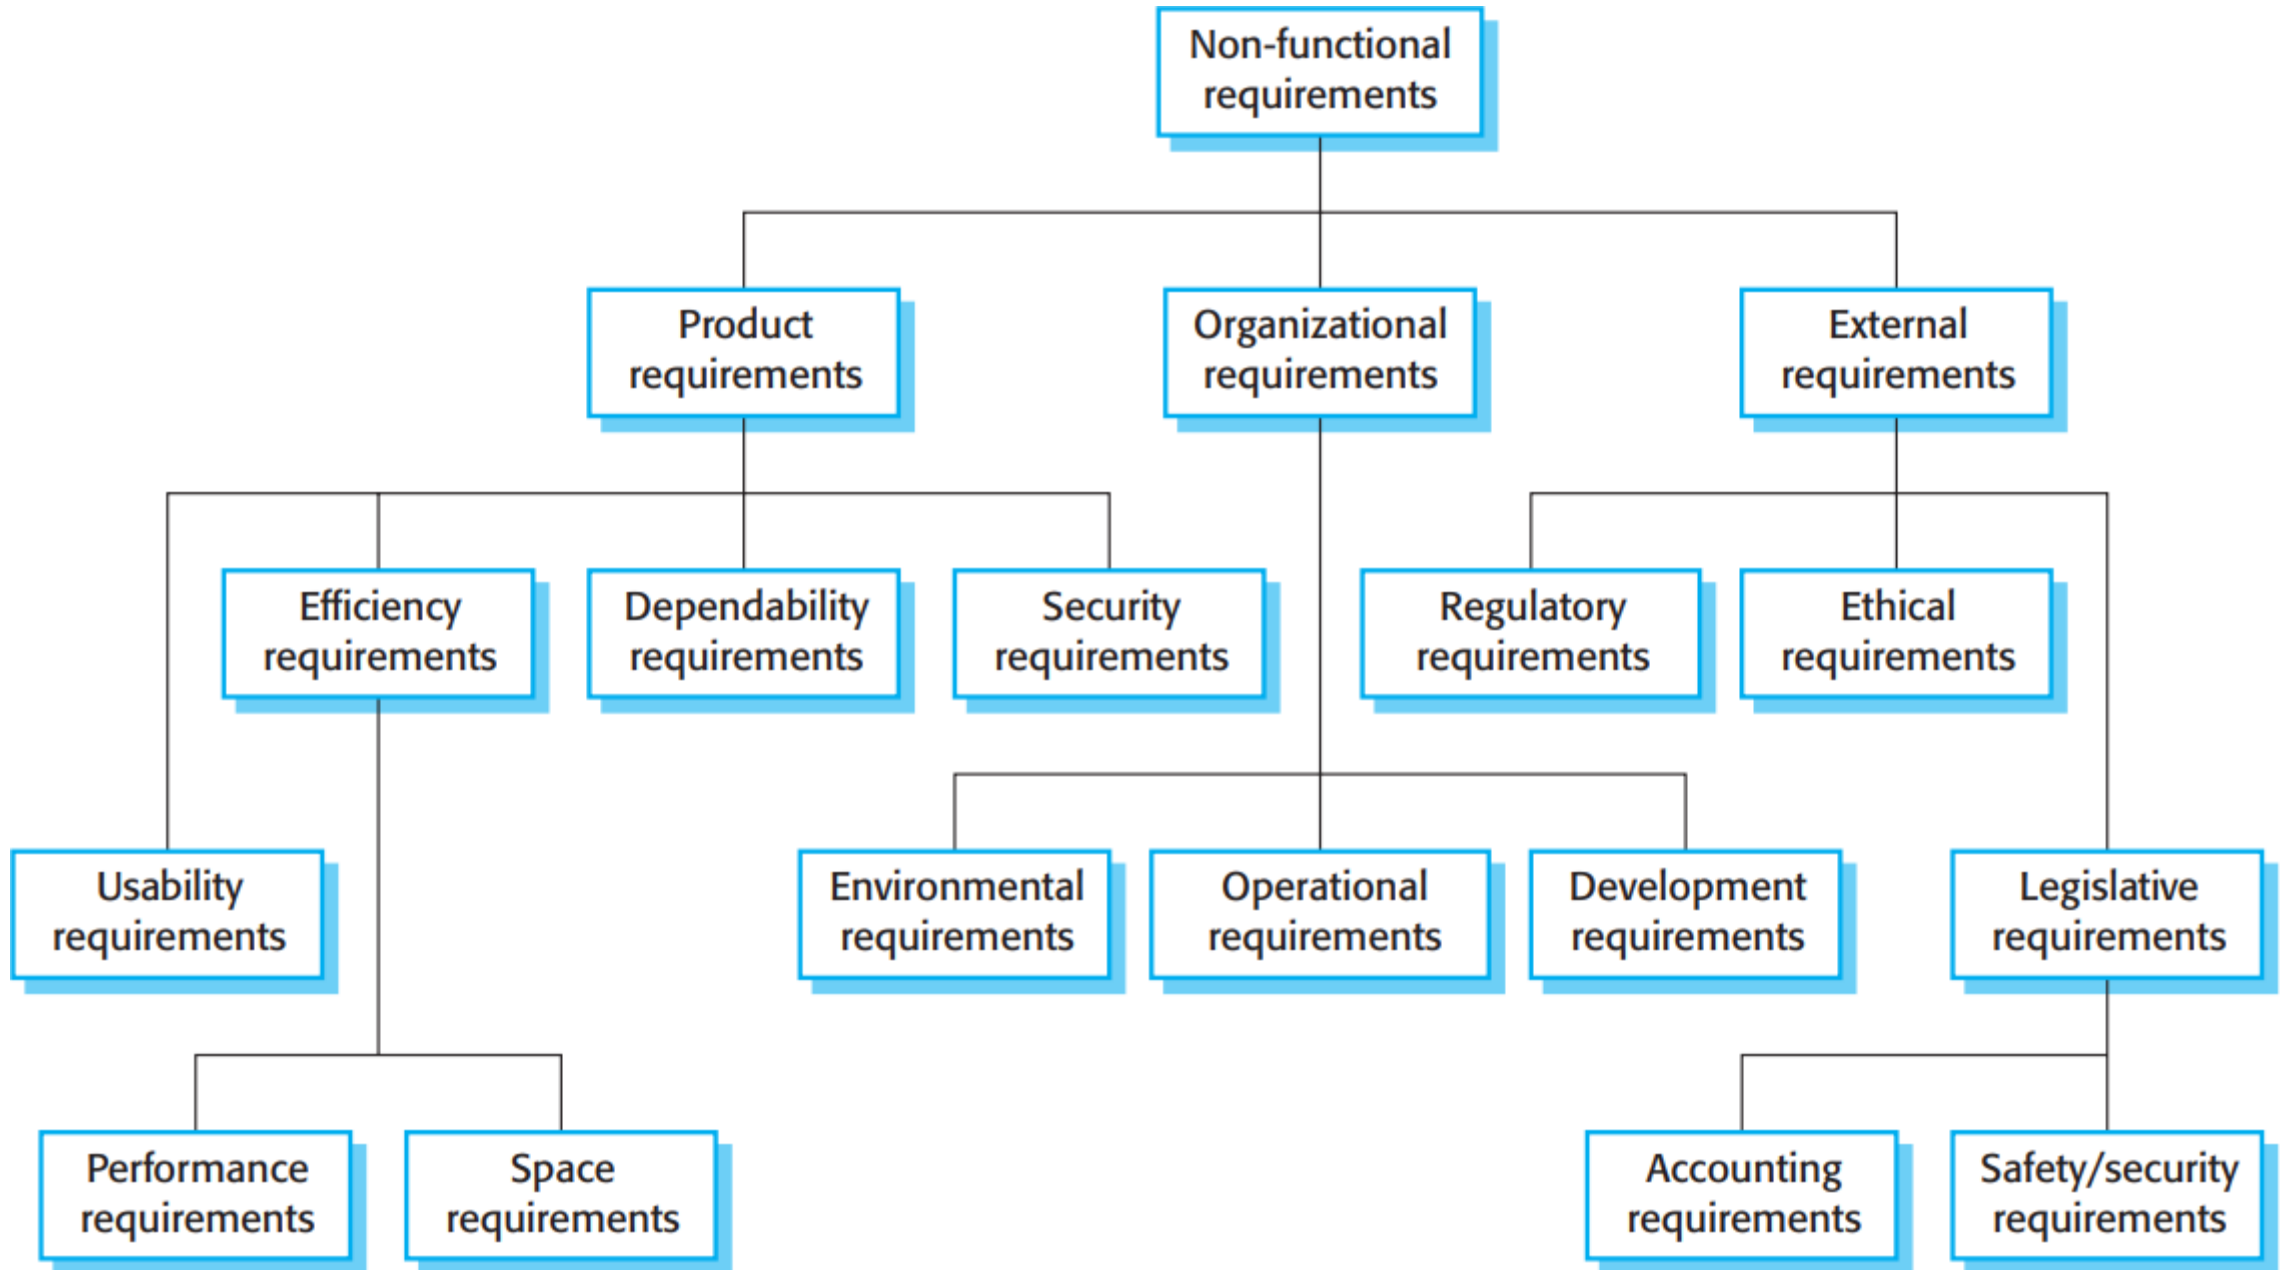 Non-functional
requirements
Product
requirements
Organizational
requirements
External
requirements
Efficiency
requirements
Dependability
requirements
Security
requirements
Regulatory
requirements
Ethical
requirements
Usability
requirements
Environmental
requirements
Operational
requirements
Development
requirements
Legislative
requirements
Performance
requirements
Space
requirements
Accounting
requirements
Safety/security
requirements